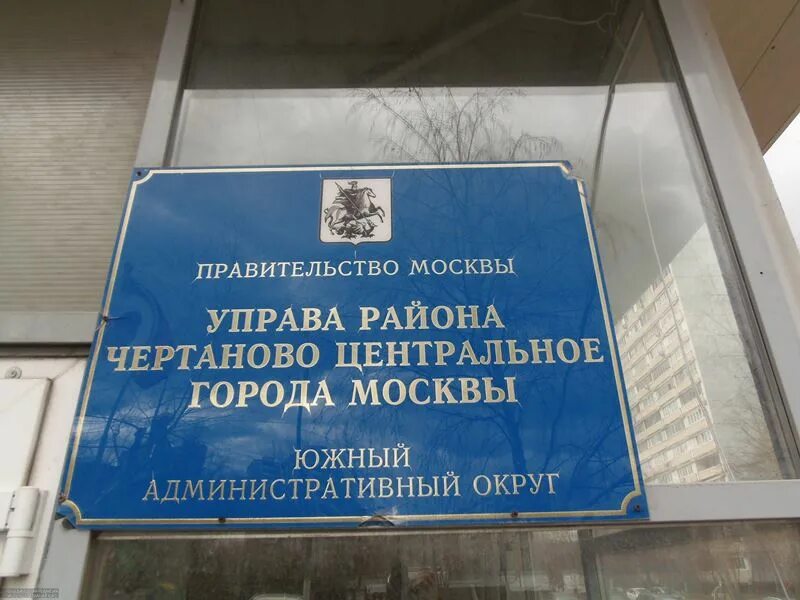 ПРАВИТЕЛЬСТВО МОСКВЫ
УПРАВА РАЙОНА
ЧЕРТАНОВО ЦЕНТРАЛЬНОЕ
ГОРОДА МОСКВЫ
ЮЖНЫЙ
АДМИНИСТРАТИВНЫЙ ОКРУГ